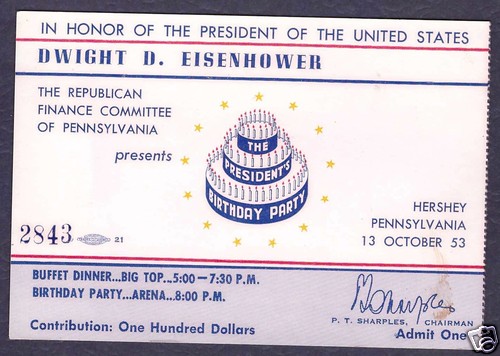 IN HONOR OF THE PRESIDENT OF THE UNITED STATES
DWIGHT D. EISENHOWER
THE REPUBLICAN
FINANCE COMMITTEE
OF PENNSYLVANIA
presents
THE
PRESIDENT'S
BIRTHDAY PARTY
HERSHEY
PENNSYLVANIA
13 OCTOBER 53
2843 21
BUFFET DINNER...BIG TOP...5:00 — 7:30 P.M.
BIRTHDAY PARTY...ARENA...8:00 P.M.
Contribution: One Hundred Dollars
P. T. SHARPLES, CHAIRMAN
Admit One